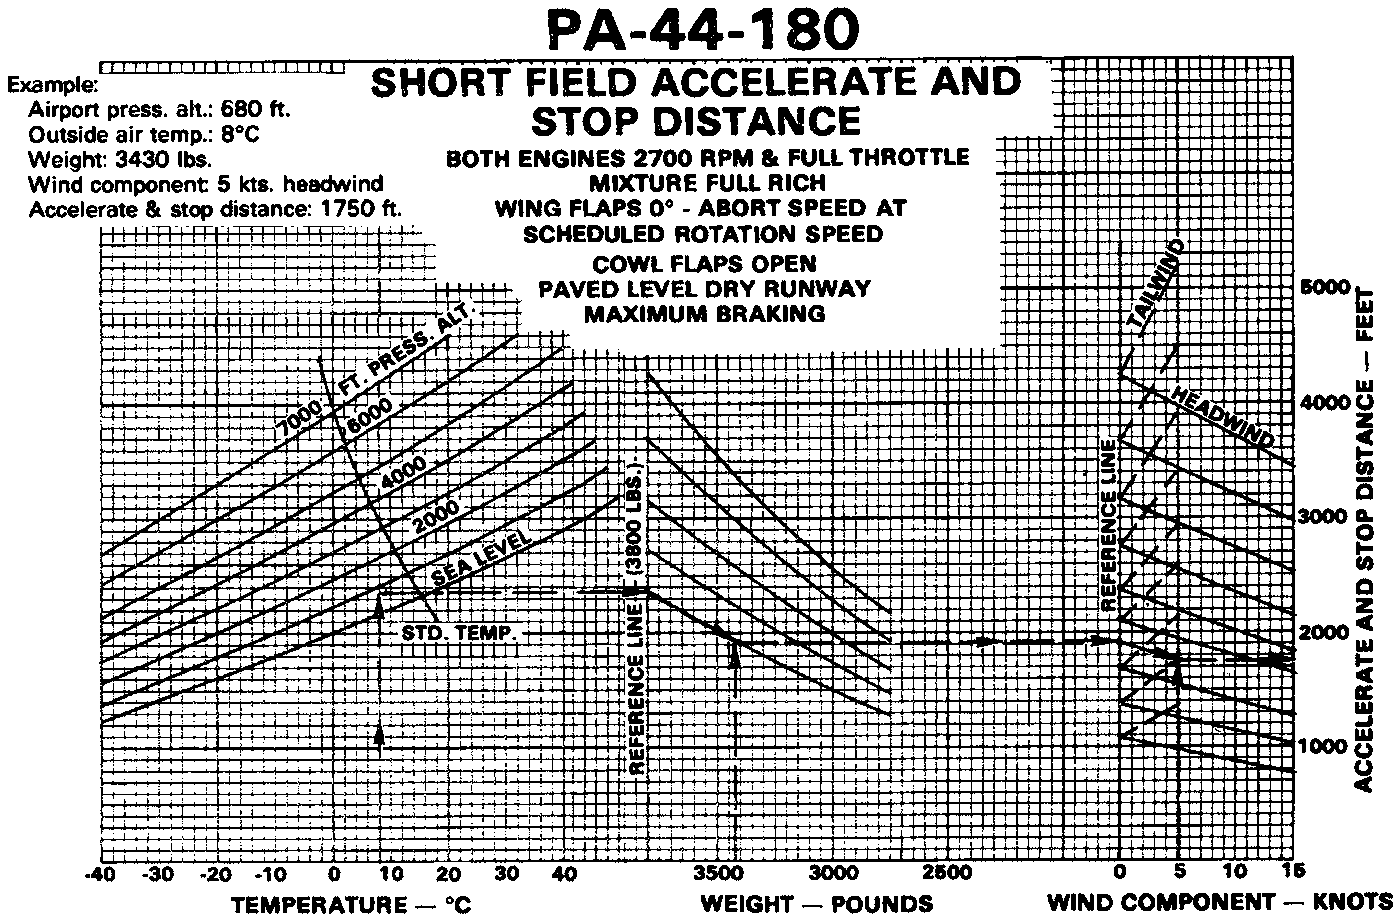 PA-44-180
SHORT FIELD ACCELERATE AND
STOP DISTANCE
BOTH ENGINES 2700 RPM & FULL THROTTLE
MIXTURE FULL RICH
WING FLAPS 0° - ABORT SPEED AT
SCHEDULED ROTATION SPEED
COWL FLAPS OPEN
PAVED LEVEL DRY RUNWAY
MAXIMUM BRAKING
Example:
Airport press. alt.: 680 ft.
Outside air temp.: 8°C
Weight: 3430 lbs.
Wind component: 5 kts. headwind
Accelerate & stop distance: 1750 ft.
7000 FT. PRESS. ALT.
6000
4000
2000
SEA LEVEL
STD. TEMP.
REFERENCE LINE (3800 LBS.)
REFERENCE LINE
TAILWIND
HEADWIND
5000
4000
3000
2000
1000
ACCELERATE AND STOP DISTANCE — FEET
-40 -30 -20 -10 0 10 20 30 40
TEMPERATURE — °C
3500 3000 2500
WEIGHT — POUNDS
0 5 10 15
WIND COMPONENT — KNOTS